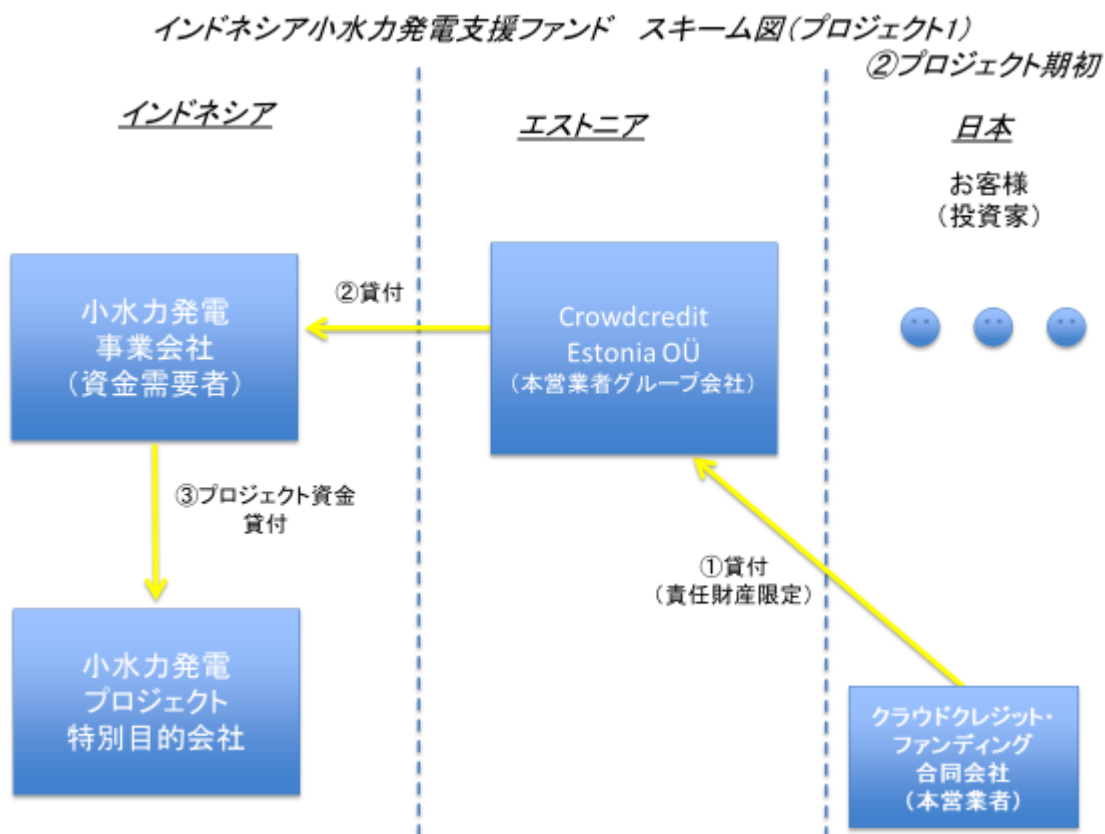 インドネシア小水力発電支援ファンド　スキーム図(プロジェクト1)
②プロジェクト期初
インドネシア
エストニア
日本
お客様
（投資家）
小水力発電
事業会社
（資金需要者）
②貸付
Crowdcredit
Estonia OÜ
（本営業者グループ会社）
③プロジェクト資金
貸付
①貸付
（責任財産限定）
小水力発電
プロジェクト
特別目的会社
クラウドクレジット・
ファンディング
合同会社
（本営業者）